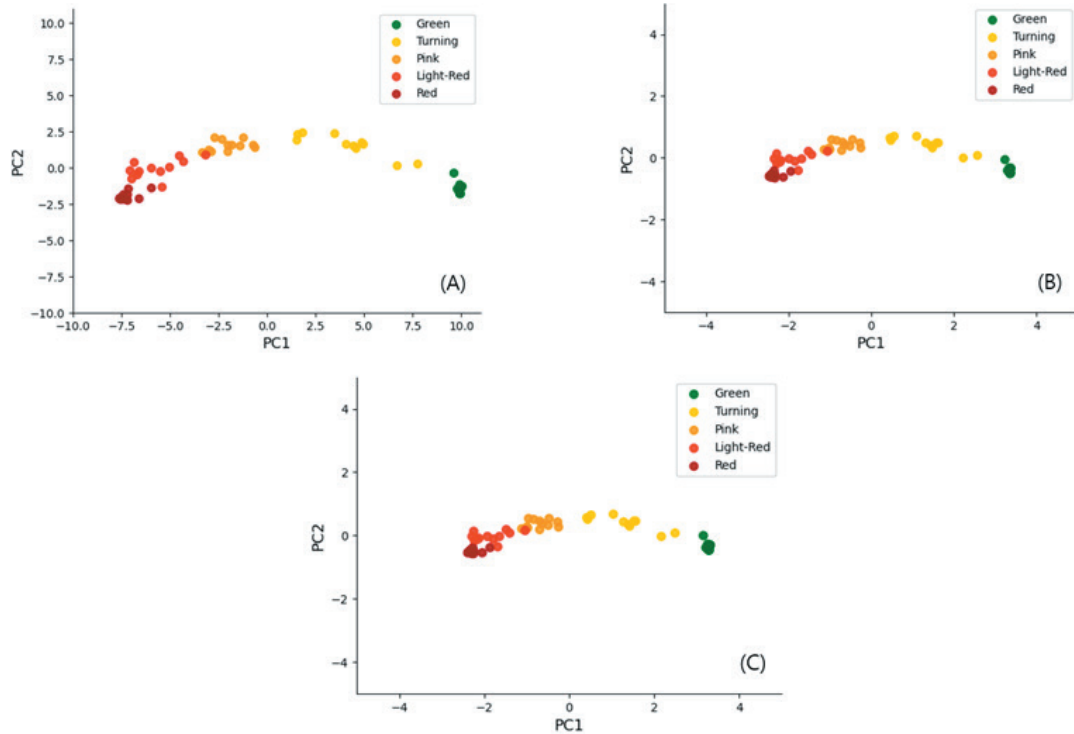 10.0
7.5
5.0
2.5
0.0
−2.5
−5.0
−7.5
−10.0
PC2
−10.0 −7.5 −5.0 −2.5 0.0 2.5 5.0 7.5 10.0
PC1
Green
Turning
Pink
Light-Red
Red
(A)
4
2
0
−2
−4
PC2
−4 −2 0 2 4
PC1
Green
Turning
Pink
Light-Red
Red
(B)
4
2
0
−2
−4
PC2
−4 −2 0 2 4
PC1
Green
Turning
Pink
Light-Red
Red
(C)